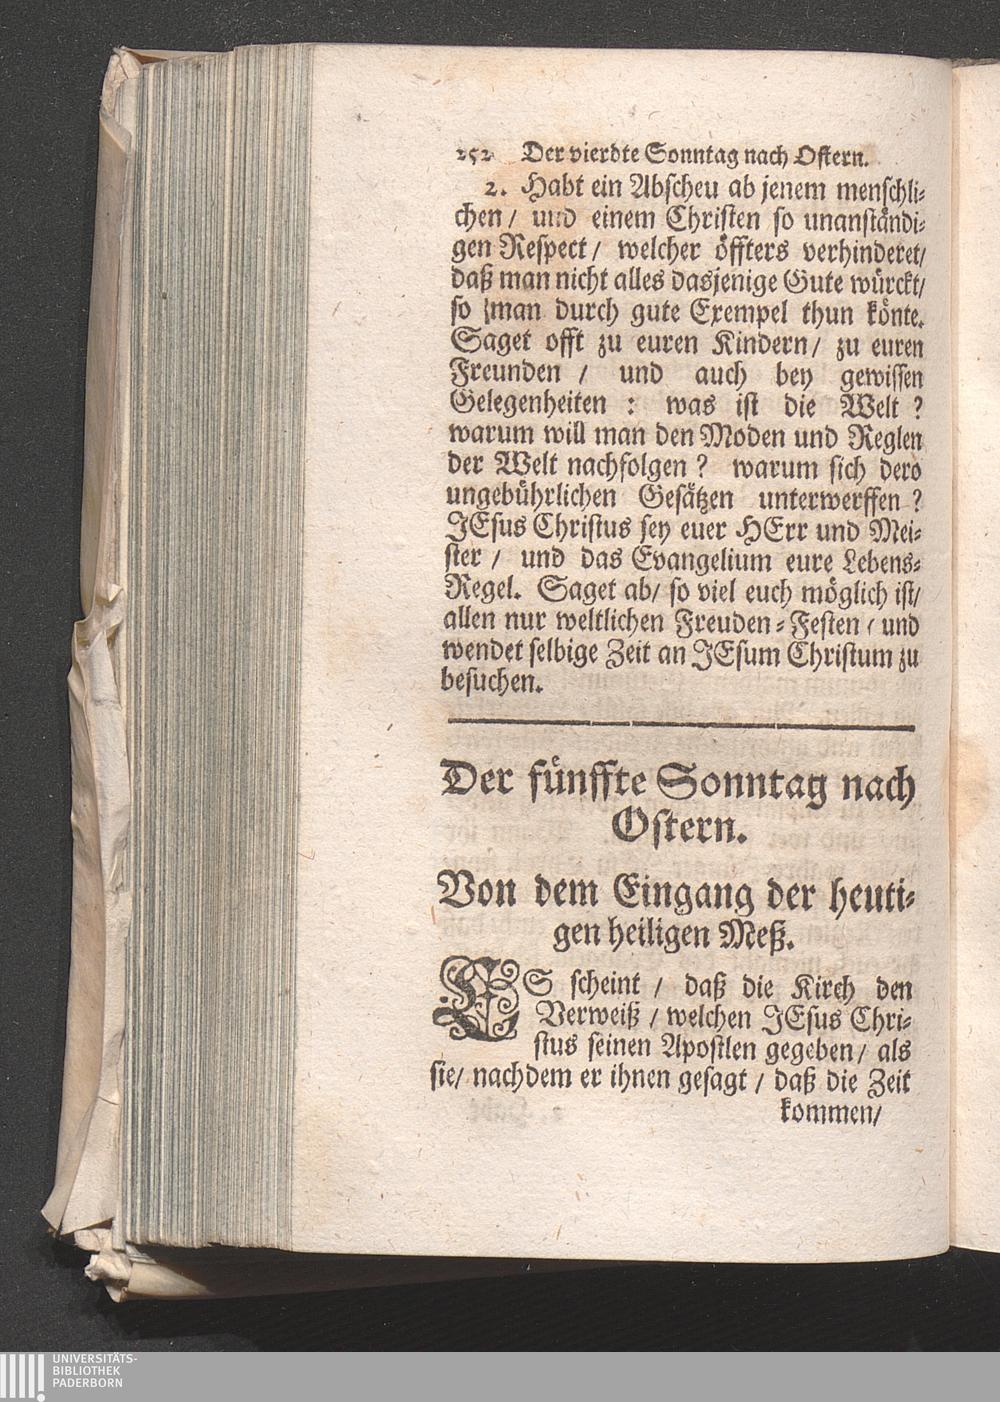 252 Der vierdte Sonntag nach Ostern.
2. Habt ein Abscheu ab jenem menschli-
chen / und einem Christen so unanständi-
gen Respect / welcher öffters verhinderet/
daß man nicht alles dasjenige Gute würckt/
so man durch gute Exempel thun könte.
Saget offt zu euren Kindern / zu euren
Freunden / und auch bey gewissen
Gelegenheiten : was ist die Welt ?
warum will man den Moden und Reglen
der Welt nachfolgen ? warum sich dero
ungebührlichen Gesätzen unterwerffen ?
JEsus Christus sey euer HErr und Mei-
ster / und das Evangelium eure Lebens-
Regel. Saget ab/ so viel euch möglich ist/
allen nur weltlichen Freuden-Festen / und
wendet selbige Zeit an JEsum Christum zu
besuchen.
Der fünffte Sonntag nach
Ostern.
Von dem Eingang der heuti-
gen heiligen Meß.
ES scheint / daß die Kirch den
Verweiß / welchen JEsus Chri-
stus seinen Apostlen gegeben / als
sie/ nachdem er ihnen gesagt / daß die Zeit
kommen/
UNIVERSITÄTS-
BIBLIOTHEK
PADERBORN